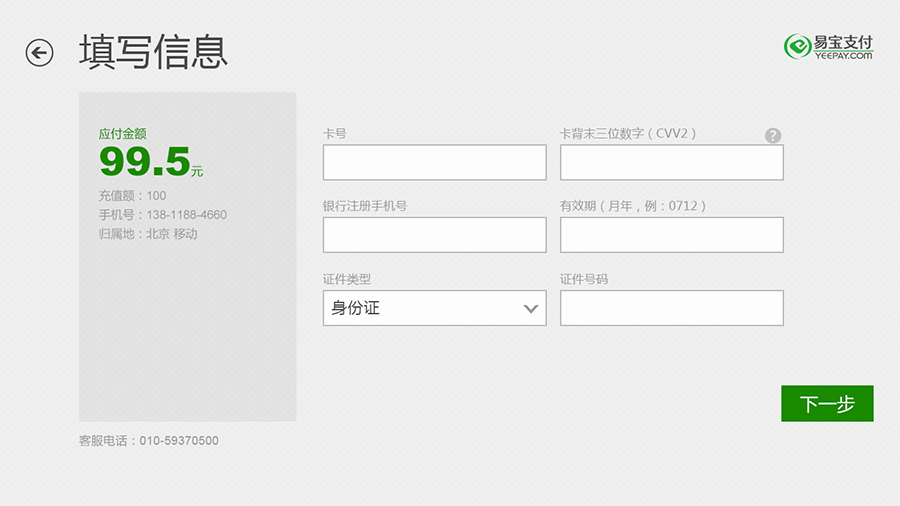 填写信息
易宝支付
YEEPAY.COM
应付金额
99.5元
充值额：100
手机号：138-1188-4660
归属地：北京 移动
卡号
卡背末三位数字（CVV2）
?
银行注册手机号
有效期（月年，例：0712）
证件类型
证件号码
身份证
下一步
客服电话：010-59370500